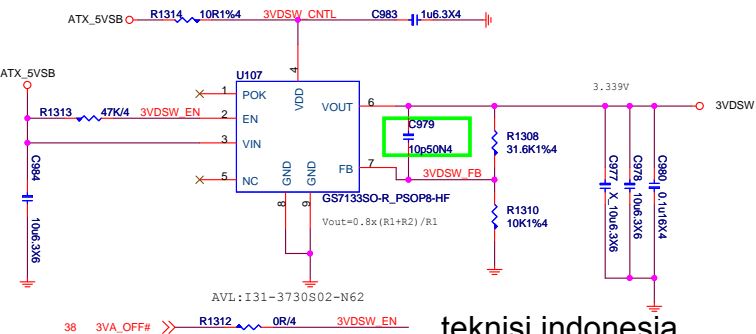 ATX_5VSB R1314 10R1%4 3VDSW_CNTL C983 1u6.3X4
ATX_5VSB
U107
R1313 47K/4 3VDSW_EN
1 POK
2 EN
3 VIN
5 NC
4 VDD
VOUT 6
FB 7
GND 8
GND 9
GS7133SO-R_PSOP8-HF
Vout=0.8x(R1+R2)/R1
C984 10u6.3X6
C979
10p50N4
3VDSW_FB
R1308
31.6K1%4
R1310
10K1%4
3.339V
3VDSW
C977 X_10u6.3X6
C978 10u6.3X6
C980 0.1u16X4
AVL:I31-3730S02-N62
38 3VA_OFF# R1312 0R/4 3VDSW_EN
teknisi indonesia